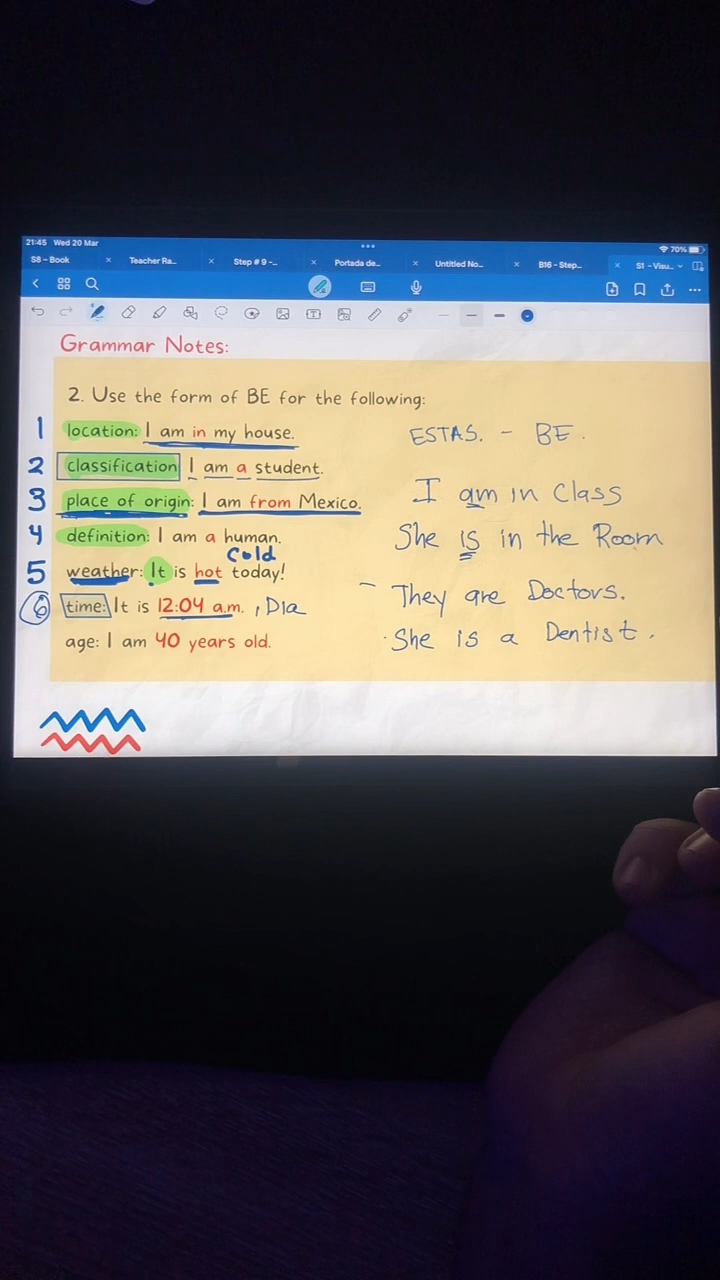 21:45 Wed 20 Mar
70%
S8 – Book × Teacher Ra... × Step # 9 –... × Portada de... × Untitled No... × B16 – Step... × S1 – Visu...
Grammar Notes:
2. Use the form of BE for the following:
1 location: I am in my house.
2 classification I am a student.
3 place of origin: I am from Mexico.
4 definition: I am a human.
Cold
5 weather: It is hot today!
6 time: It is 12:04 a.m. , Dia
age: I am 40 years old.
ESTAS. – BE.
I am in Class
She is in the Room
– They are Doctors.
· She is a Dentist.